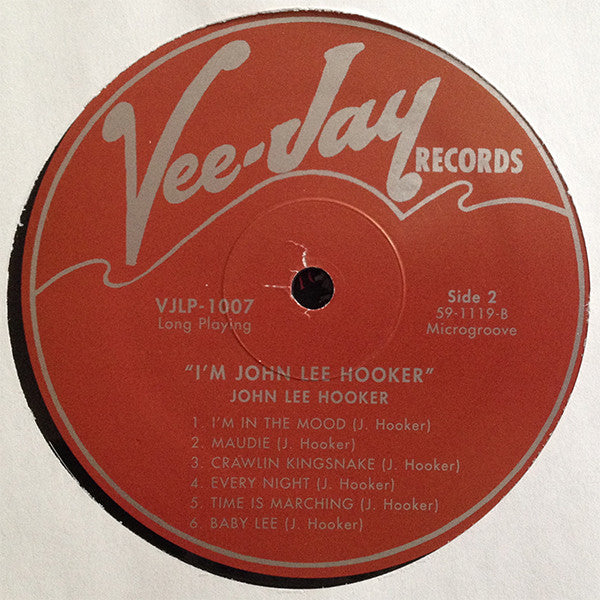 Vee-Jay
RECORDS
VJLP-1007
Long Playing
Side 2
59-1119-B
Microgroove
"I'M JOHN LEE HOOKER"
JOHN LEE HOOKER
1. I'M IN THE MOOD (J. Hooker)
2. MAUDIE (J. Hooker)
3. CRAWLIN KINGSNAKE (J. Hooker)
4. EVERY NIGHT (J. Hooker)
5. TIME IS MARCHING (J. Hooker)
6. BABY LEE (J. Hooker)